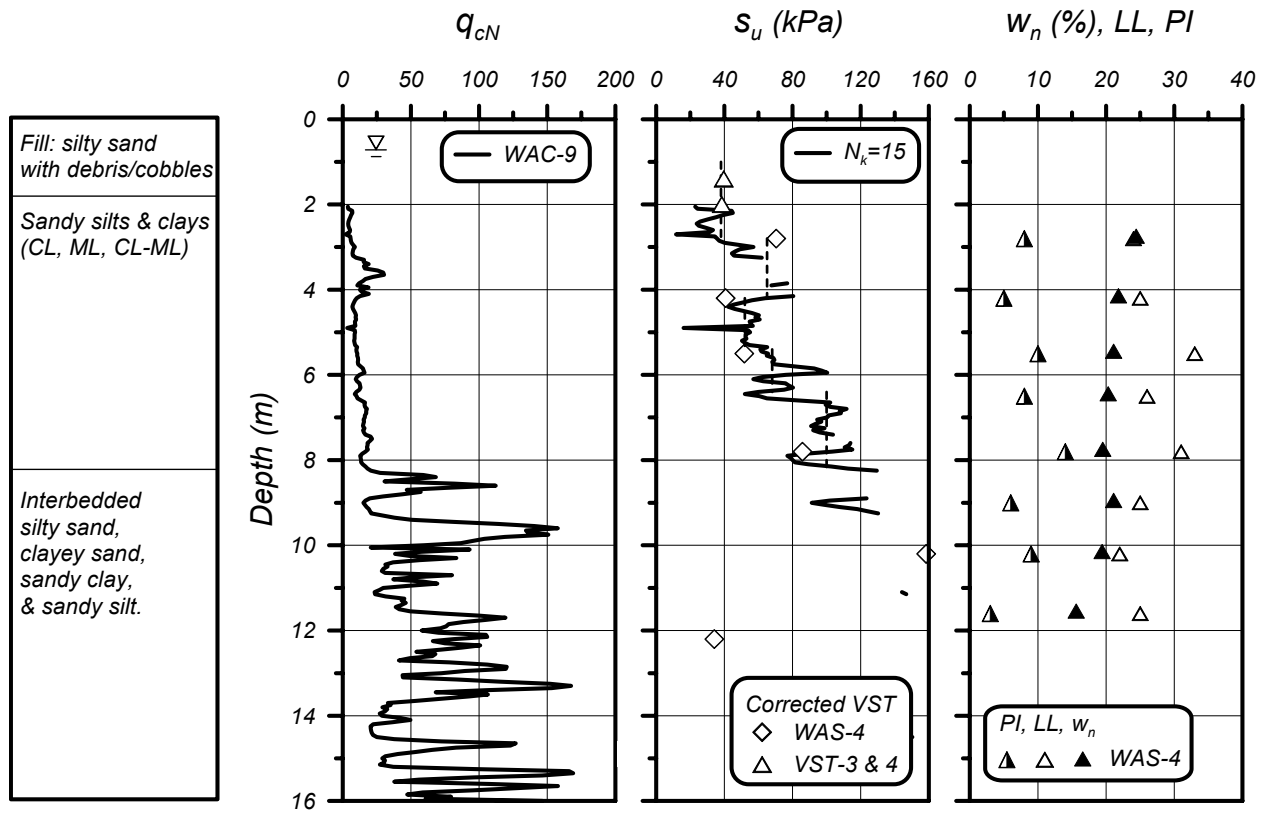 q_cN
s_u (kPa)
w_n (%), LL, PI
0 50 100 150 200
0 40 80 120 160
0 10 20 30 40
Fill: silty sand
with debris/cobbles
Sandy silts & clays
(CL, ML, CL-ML)
Interbedded
silty sand,
clayey sand,
sandy clay,
& sandy silt.
Depth (m)
0
2
4
6
8
10
12
14
16
WAC-9
N_k=15
Corrected VST
WAS-4
VST-3 & 4
PI, LL, w_n
WAS-4